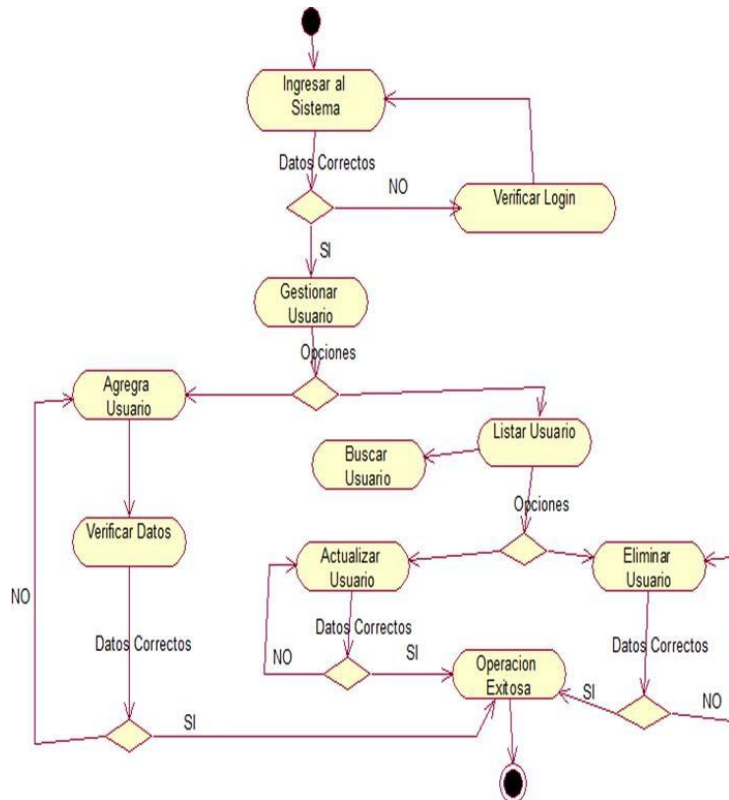 Ingresar al
Sistema
Datos Correctos
NO
Verificar Login
SI
Gestionar
Usuario
Opciones
Agregra
Usuario
Listar Usuario
Buscar
Usuario
Opciones
Verificar Datos
Actualizar
Usuario
Eliminar
Usuario
NO
Datos Correctos
Datos Correctos
Datos Correctos
NO
SI
Operacion
Exitosa
SI
NO
SI